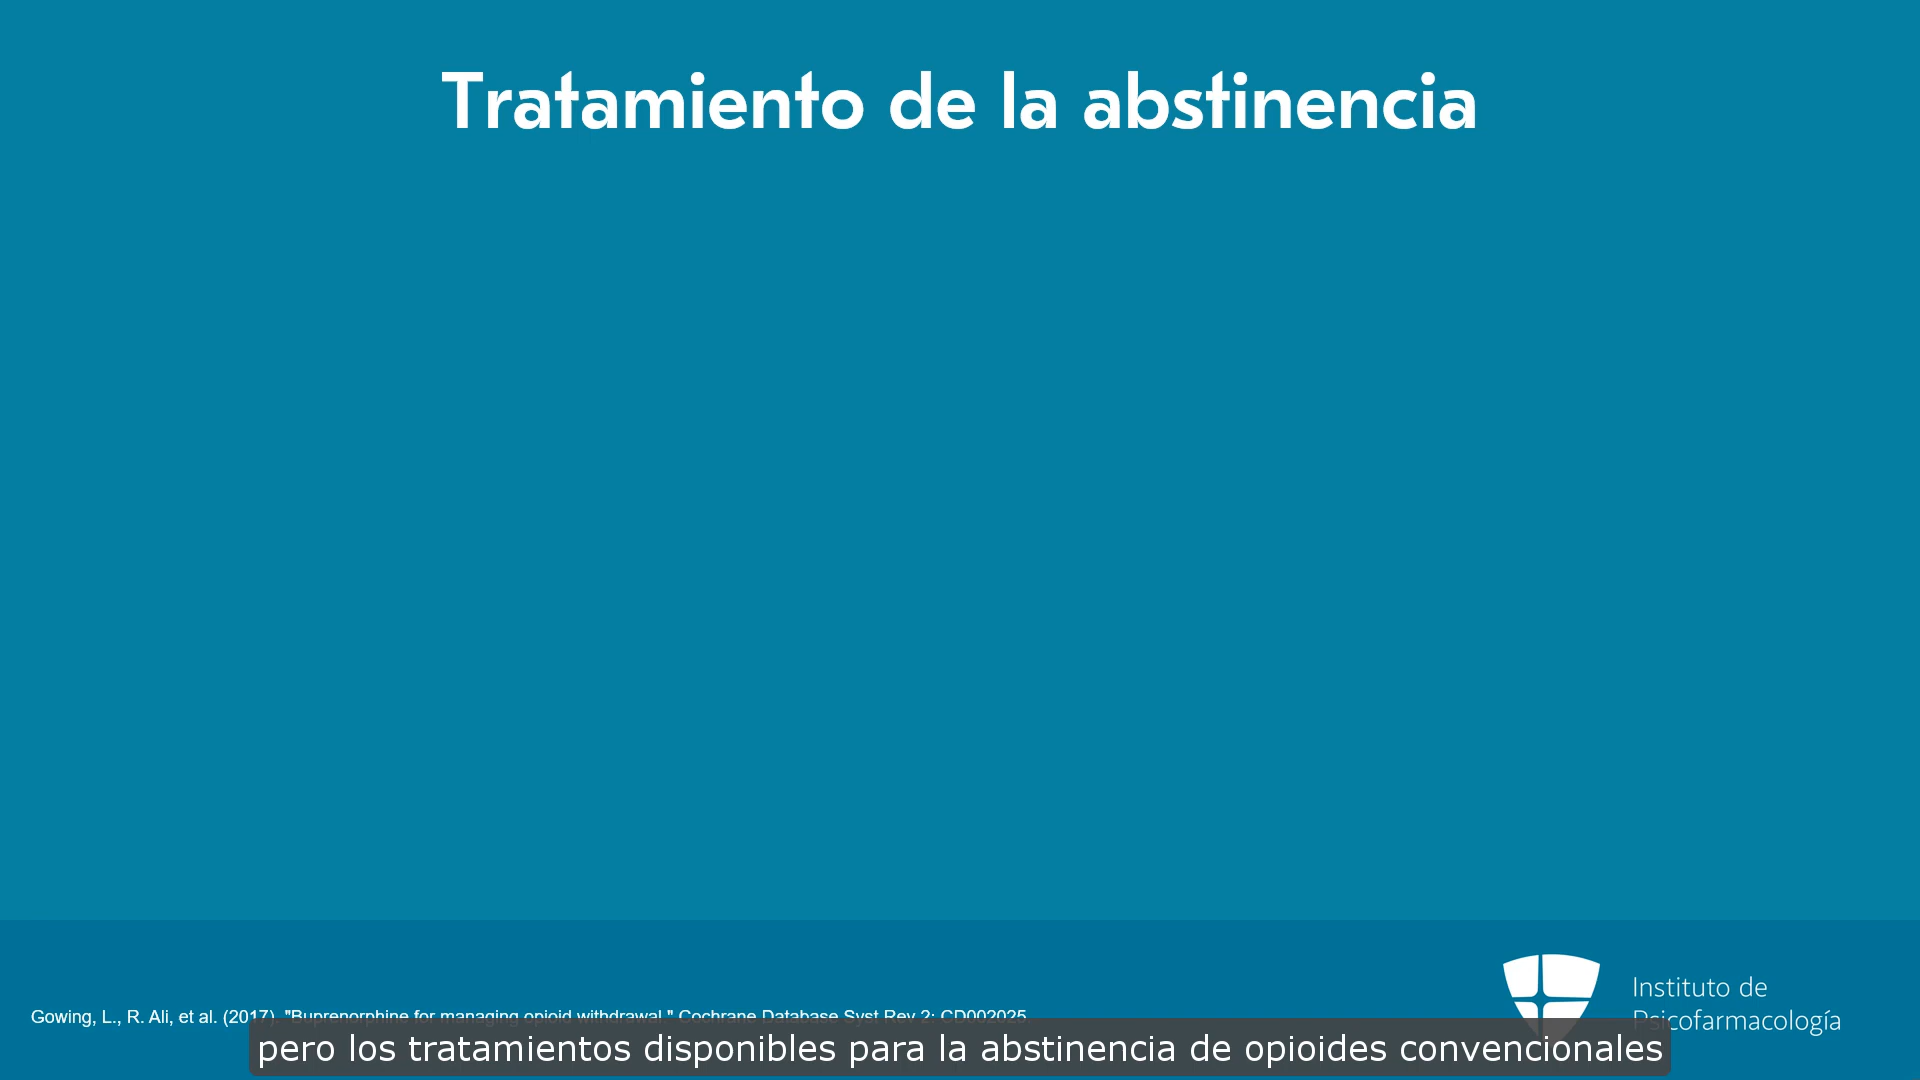 Tratamiento de la abstinencia
Instituto de
Psicofarmacología
Gowing, L., R. Ali, et al. (2017). "Buprenorphine for managing opioid withdrawal." Cochrane Database Syst Rev 2: CD002025.
pero los tratamientos disponibles para la abstinencia de opioides convencionales